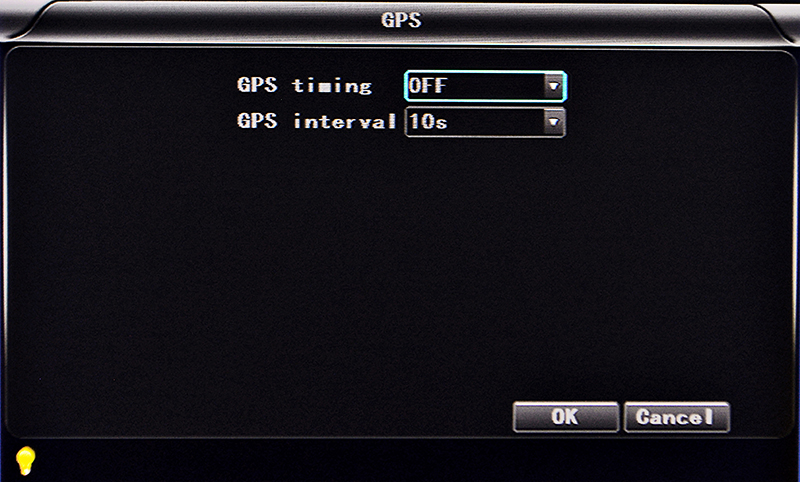 GPS
GPS timing OFF
GPS interval 10s
OK Cancel